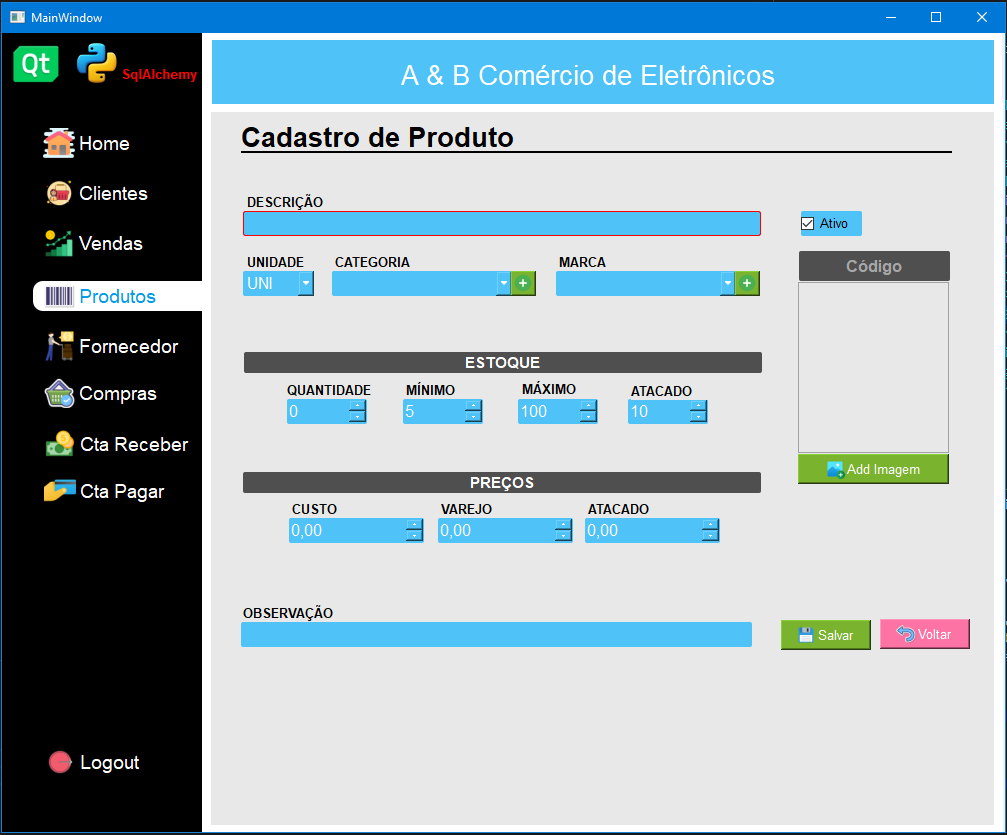 MainWindow
Qt
SqlAlchemy
Home
Clientes
Vendas
Produtos
Fornecedor
Compras
Cta Receber
Cta Pagar
Logout
A & B Comércio de Eletrônicos
Cadastro de Produto
DESCRIÇÃO
Ativo
UNIDADE CATEGORIA MARCA
UNI + +
Código
ESTOQUE
QUANTIDADE MÍNIMO MÁXIMO ATACADO
0 5 100 10
Add Imagem
PREÇOS
CUSTO VAREJO ATACADO
0,00 0,00 0,00
OBSERVAÇÃO
Salvar Voltar